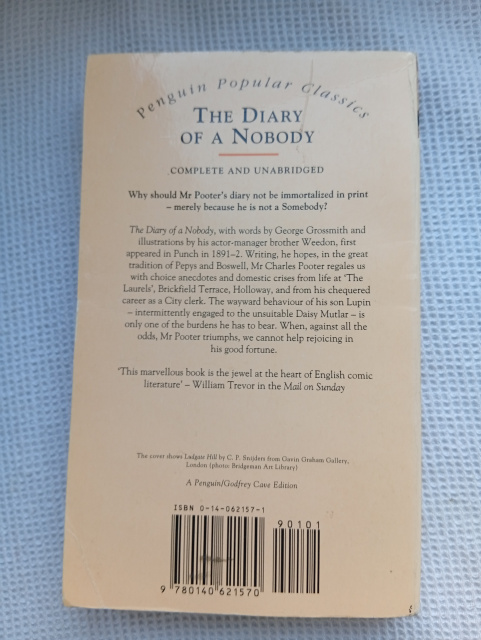 Penguin Popular Classics
THE DIARY
OF A NOBODY
COMPLETE AND UNABRIDGED
Why should Mr Pooter's diary not be immortalized in print
– merely because he is not a Somebody?
The Diary of a Nobody, with words by George Grossmith and
illustrations by his actor-manager brother Weedon, first
appeared in Punch in 1891–2. Writing, he hopes, in the great
tradition of Pepys and Boswell, Mr Charles Pooter regales us
with choice anecdotes and domestic crises from life at 'The
Laurels', Brickfield Terrace, Holloway, and from his chequered
career as a City clerk. The wayward behaviour of his son Lupin
– intermittently engaged to the unsuitable Daisy Mutlar – is
only one of the burdens he has to bear. When, against all the
odds, Mr Pooter triumphs, we cannot help rejoicing in
his good fortune.
'This marvellous book is the jewel at the heart of English comic
literature' – William Trevor in the Mail on Sunday
The cover shows Ludgate Hill by C. P. Snijders from Gavin Graham Gallery,
London (photo: Bridgeman Art Library)
A Penguin/Godfrey Cave Edition
ISBN 0-14-062157-1
90101
9 780140 621570